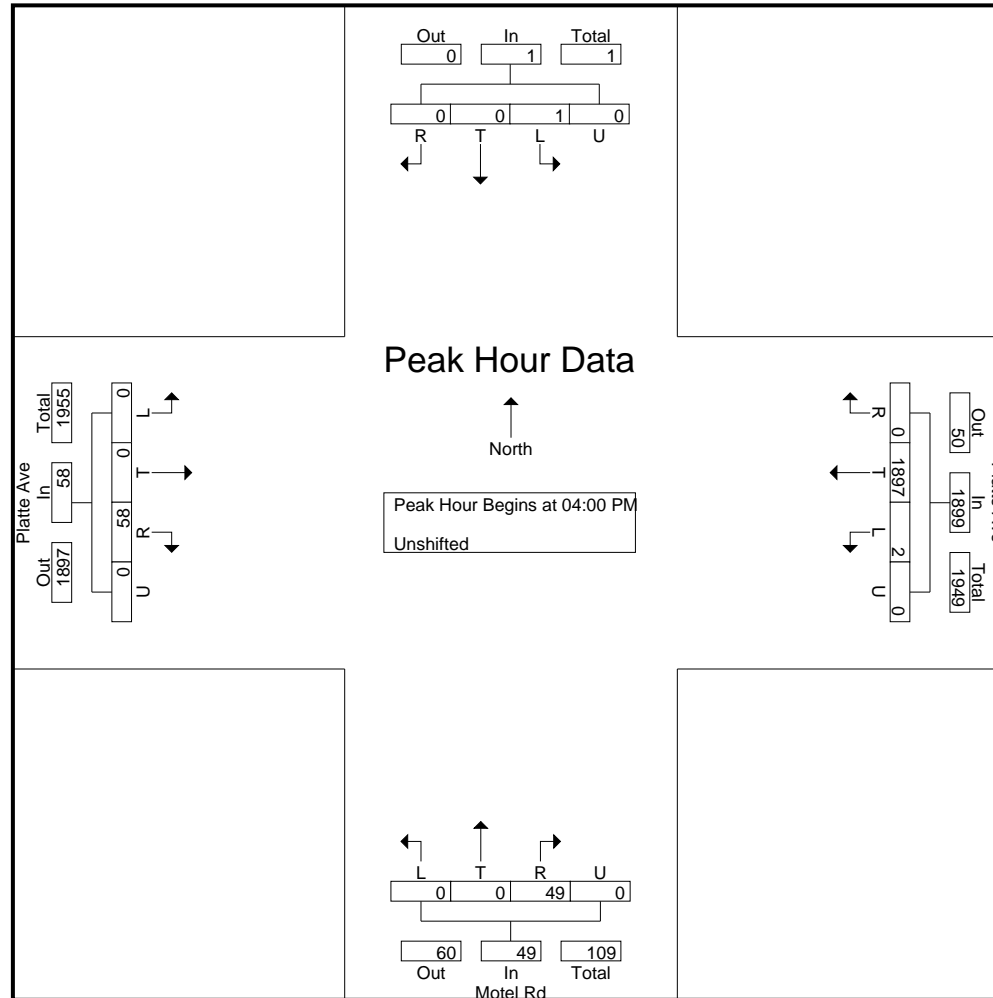 Out In Total
0 1 1
0 0 1 0
R T L U
Peak Hour Data
North
Peak Hour Begins at 04:00 PM
Unshifted
Platte Ave
Total In Out
1955 58 1897
0 0 58 0
L T R U
R T L U
0 1897 2 0
Out In Total
50 1899 1949
L T R U
0 0 49 0
60 49 109
Out In Total
Motel Rd